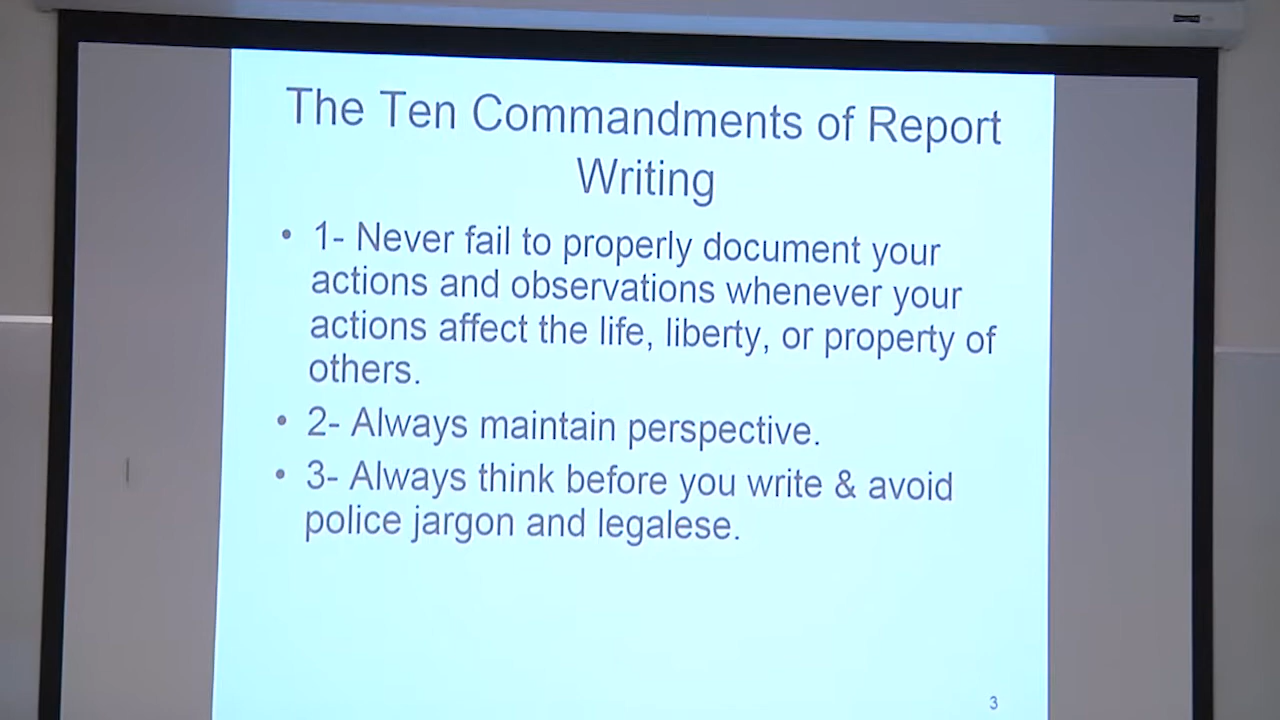 The Ten Commandments of Report
Writing
• 1- Never fail to properly document your
actions and observations whenever your
actions affect the life, liberty, or property of
others.
• 2- Always maintain perspective.
• 3- Always think before you write & avoid
police jargon and legalese.
3